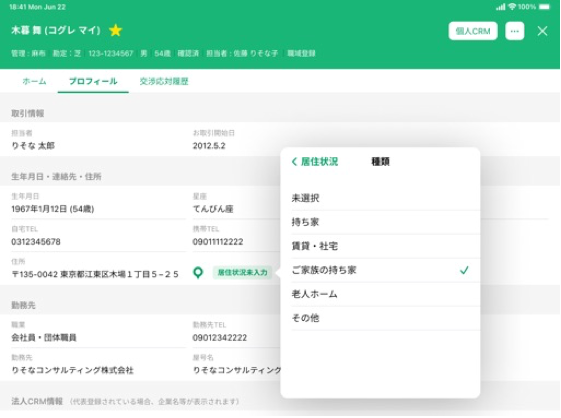 18:41 Mon Jun 22
100%
木暮 舞 (コグレ マイ)
個人CRM
管理 : 麻布 勘定 : 芝 123-1234567 男 54歳 確認済 担当者 : 佐藤 りそな子 職域登録
ホーム プロフィール 交渉応対履歴
取引情報
担当者 お取引開始日
りそな 太郎 2012.5.2
生年月日・連絡先・住所
生年月日 星座
1967年1月12日 (54歳) てんびん座
自宅TEL 携帯TEL
0312345678 09011112222
住所
〒135-0042 東京都江東区木場１丁目５−２５ 居住状況未入力
勤務先
職業 勤務先TEL
会社員・団体職員 09012342222
勤務先 屋号名
りそなコンサルティング株式会社 りそなコンサルティング
法人CRM情報 (代表登録されている場合、企業名等が表示されます)
居住状況 種類
未選択
持ち家
賃貸・社宅
ご家族の持ち家
老人ホーム
その他